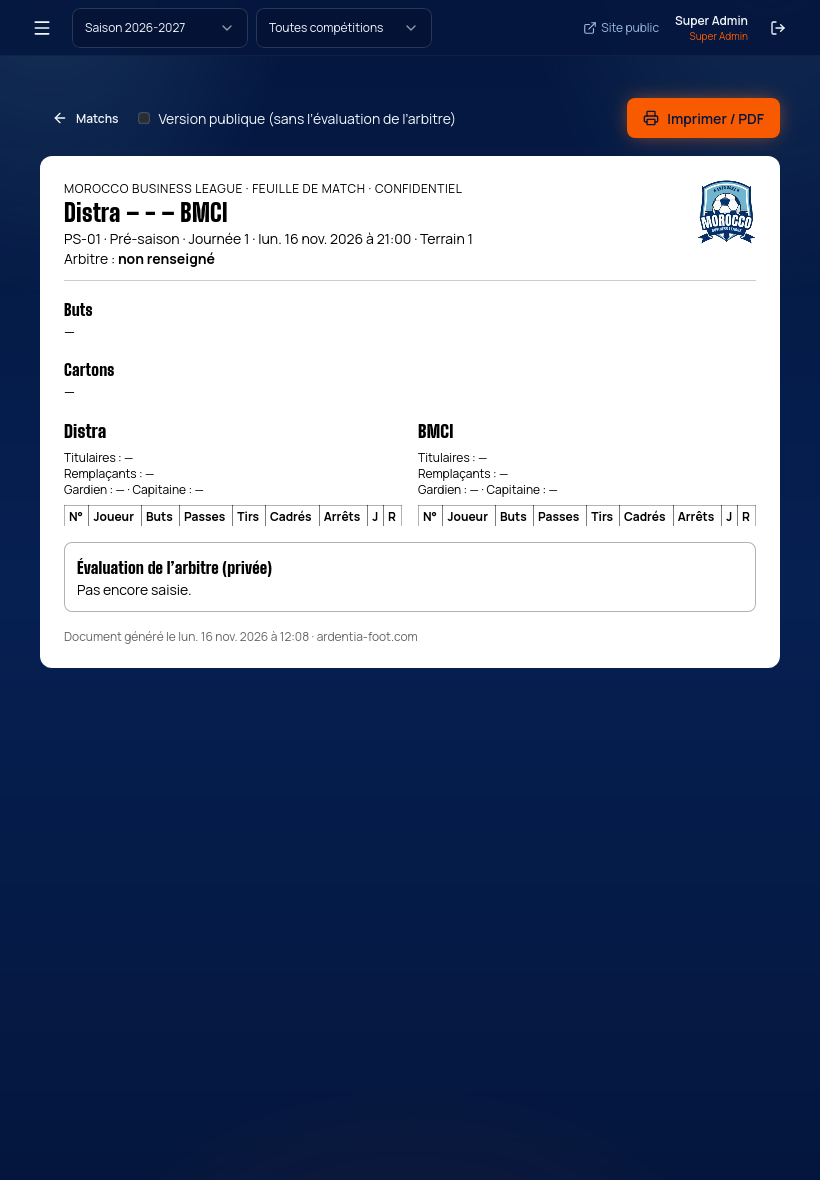 Saison 2026-2027
Toutes compétitions
Site public
Super Admin
Super Admin
Matchs
Version publique (sans l'évaluation de l'arbitre)
Imprimer / PDF
MOROCCO BUSINESS LEAGUE · FEUILLE DE MATCH · CONFIDENTIEL
Distra – - – BMCI
PS-01 · Pré-saison · Journée 1 · lun. 16 nov. 2026 à 21:00 · Terrain 1
Arbitre : non renseigné
MOROCCO
Buts
—
Cartons
—
Distra
Titulaires : —
Remplaçants : —
Gardien : — · Capitaine : —
N° Joueur Buts Passes Tirs Cadrés Arrêts J R
BMCI
Titulaires : —
Remplaçants : —
Gardien : — · Capitaine : —
N° Joueur Buts Passes Tirs Cadrés Arrêts J R
Évaluation de l’arbitre (privée)
Pas encore saisie.
Document généré le lun. 16 nov. 2026 à 12:08 · ardentia-foot.com